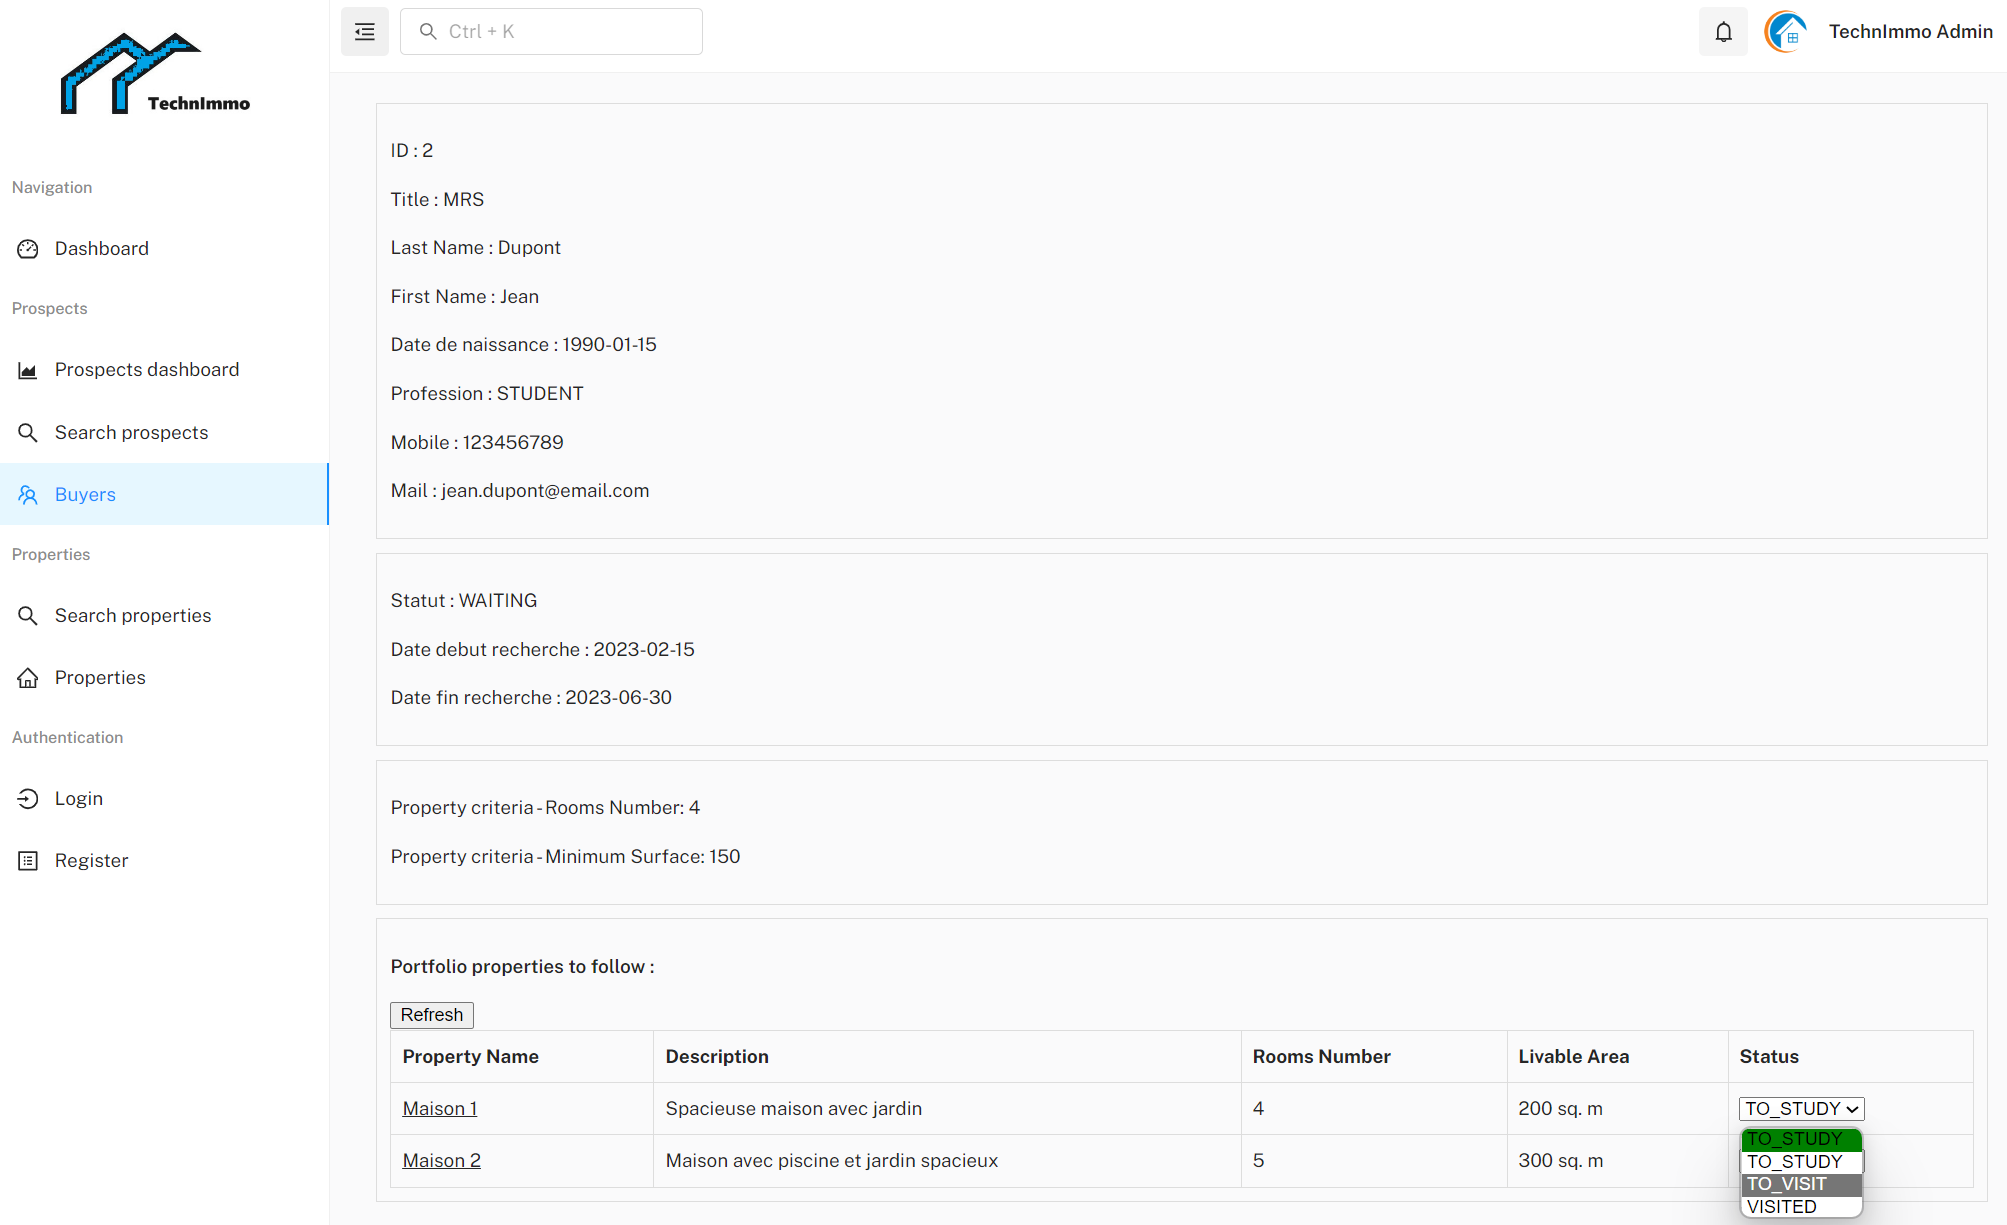 TechnImmo
Ctrl + K
TechnImmo Admin
Navigation
Dashboard
Prospects
Prospects dashboard
Search prospects
Buyers
Properties
Search properties
Properties
Authentication
Login
Register
ID : 2
Title : MRS
Last Name : Dupont
First Name : Jean
Date de naissance : 1990-01-15
Profession : STUDENT
Mobile : 123456789
Mail : jean.dupont@email.com
Statut : WAITING
Date debut recherche : 2023-02-15
Date fin recherche : 2023-06-30
Property criteria - Rooms Number: 4
Property criteria - Minimum Surface: 150
Portfolio properties to follow :
Refresh
Property Name Description Rooms Number Livable Area Status
Maison 1 Spacieuse maison avec jardin 4 200 sq. m TO_STUDY
Maison 2 Maison avec piscine et jardin spacieux 5 300 sq. m
TO_STUDY
TO_STUDY
TO_VISIT
VISITED